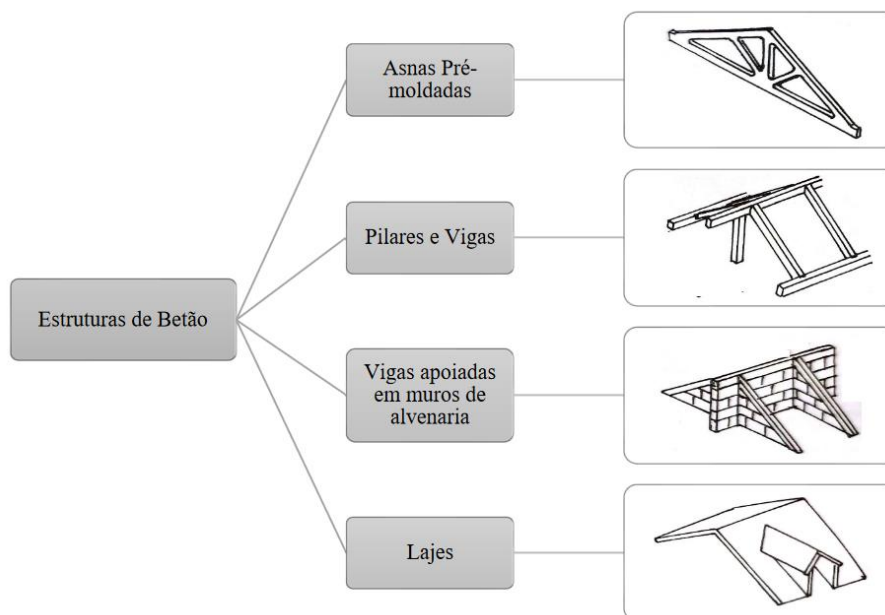 Asnas Pré-
moldadas
Pilares e Vigas
Estruturas de Betão
Vigas apoiadas
em muros de
alvenaria
Lajes